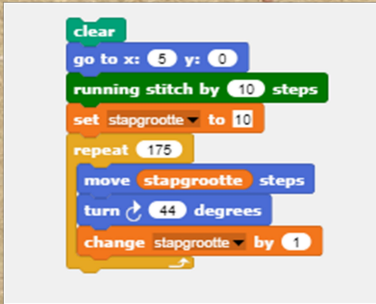 clear
go to x: 5 y: 0
running stitch by 10 steps
set stapgrootte to 10
repeat 175
move stapgrootte steps
turn 44 degrees
change stapgrootte by 1